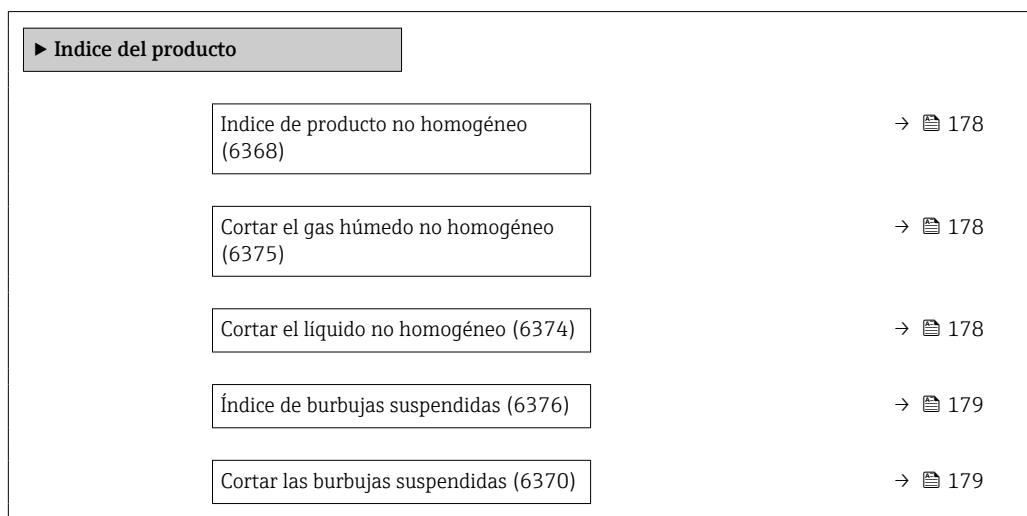 ▶ Indice del producto
Indice de producto no homogéneo
(6368)
→ 178
Cortar el gas húmedo no homogéneo
(6375)
→ 178
Cortar el líquido no homogéneo (6374)
→ 178
Índice de burbujas suspendidas (6376)
→ 179
Cortar las burbujas suspendidas (6370)
→ 179